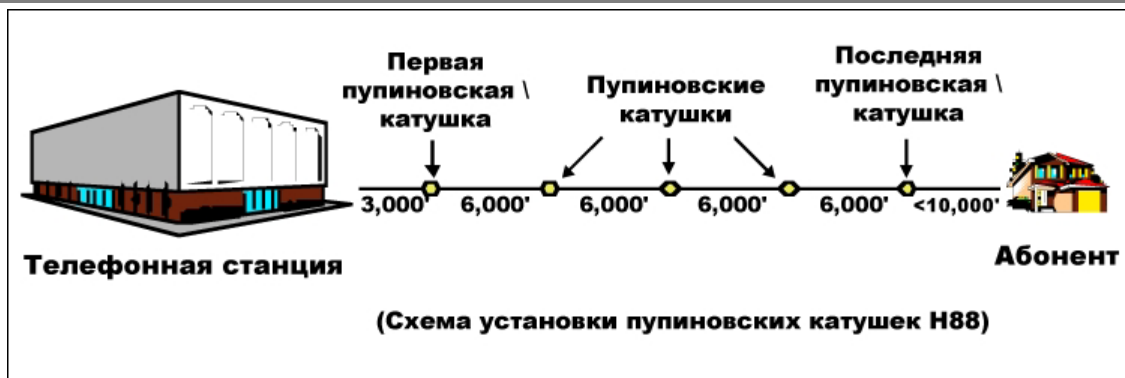 Первая
пупиновская \
катушка
Пупиновские
катушки
Последняя
пупиновская \
катушка
3,000' 6,000' 6,000' 6,000' 6,000' <10,000'
Телефонная станция
Абонент
(Схема установки пупиновских катушек H88)